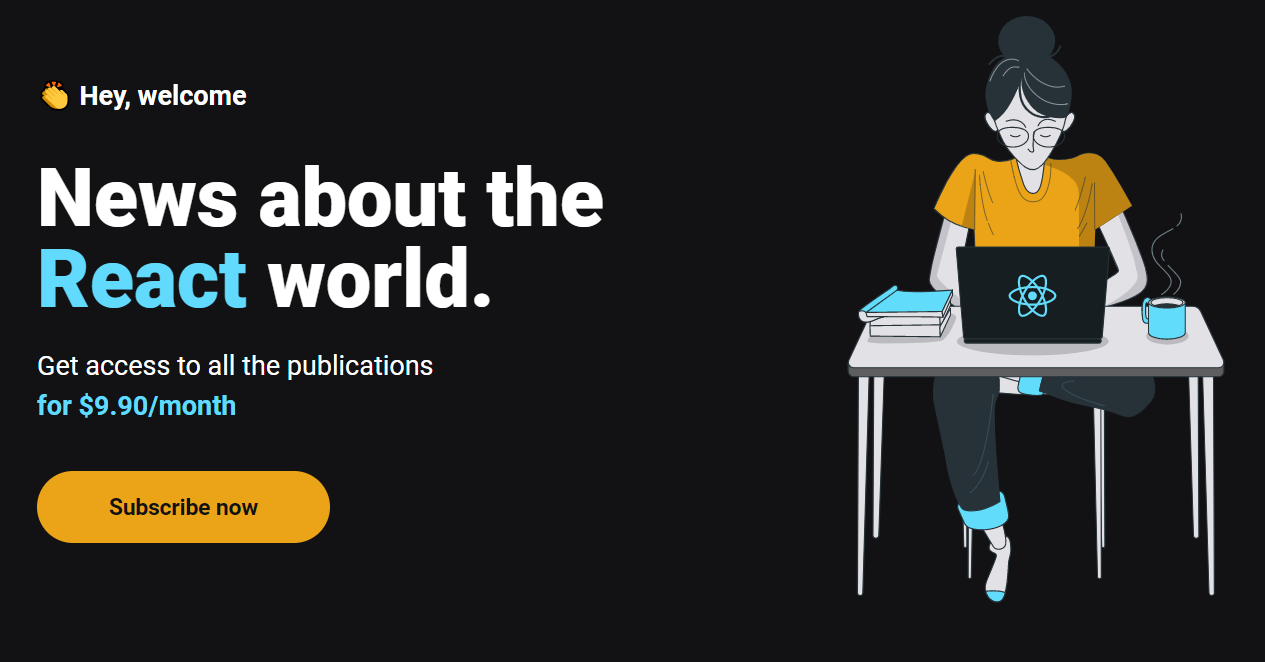 👏 Hey, welcome
News about the
React world.
Get access to all the publications
for $9.90/month
Subscribe now